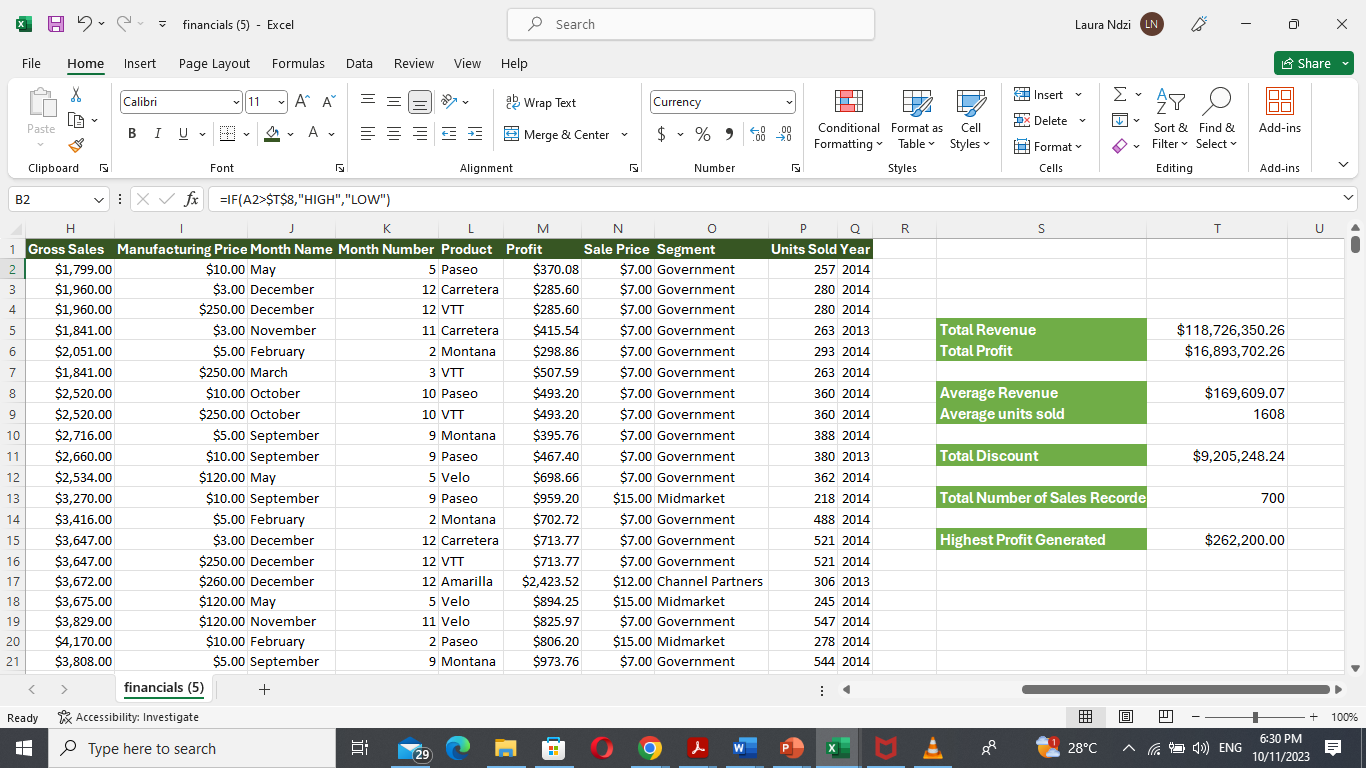 financials (5) - Excel
Search
Laura Ndzi LN
File Home Insert Page Layout Formulas Data Review View Help Share
Paste
Calibri 11
B I U A
ab Wrap Text
Merge & Center
Currency
$ % 9
Conditional Formatting
Format as Table
Cell Styles
Insert
Delete
Format
Sort & Filter
Find & Select
Add-ins
Clipboard Font Alignment Number Styles Cells Editing Add-ins
B2 fx =IF(A2>$T$8,"HIGH","LOW")
H I J K L M N O P Q R S T U
1 Gross Sales Manufacturing Price Month Name Month Number Product Profit Sale Price Segment Units Sold Year
2 $1,799.00 $10.00 May 5 Paseo $370.08 $7.00 Government 257 2014
3 $1,960.00 $3.00 December 12 Carretera $285.60 $7.00 Government 280 2014
4 $1,960.00 $250.00 December 12 VTT $285.60 $7.00 Government 280 2014
5 $1,841.00 $3.00 November 11 Carretera $415.54 $7.00 Government 263 2013 Total Revenue $118,726,350.26
6 $2,051.00 $5.00 February 2 Montana $298.86 $7.00 Government 293 2014 Total Profit $16,893,702.26
7 $1,841.00 $250.00 March 3 VTT $507.59 $7.00 Government 263 2014
8 $2,520.00 $10.00 October 10 Paseo $493.20 $7.00 Government 360 2014 Average Revenue $169,609.07
9 $2,520.00 $250.00 October 10 VTT $493.20 $7.00 Government 360 2014 Average units sold 1608
10 $2,716.00 $5.00 September 9 Montana $395.76 $7.00 Government 388 2014
11 $2,660.00 $10.00 September 9 Paseo $467.40 $7.00 Government 380 2013 Total Discount $9,205,248.24
12 $2,534.00 $120.00 May 5 Velo $698.66 $7.00 Government 362 2014
13 $3,270.00 $10.00 September 9 Paseo $959.20 $15.00 Midmarket 218 2014 Total Number of Sales Recorde 700
14 $3,416.00 $5.00 February 2 Montana $702.72 $7.00 Government 488 2014
15 $3,647.00 $3.00 December 12 Carretera $713.77 $7.00 Government 521 2014 Highest Profit Generated $262,200.00
16 $3,647.00 $250.00 December 12 VTT $713.77 $7.00 Government 521 2014
17 $3,672.00 $260.00 December 12 Amarilla $2,423.52 $12.00 Channel Partners 306 2013
18 $3,675.00 $120.00 May 5 Velo $894.25 $15.00 Midmarket 245 2014
19 $3,829.00 $120.00 November 11 Velo $825.97 $7.00 Government 547 2014
20 $4,170.00 $10.00 February 2 Paseo $806.20 $15.00 Midmarket 278 2014
21 $3,808.00 $5.00 September 9 Montana $973.76 $7.00 Government 544 2014
financials (5)
Ready Accessibility: Investigate 100%
Type here to search 29 1 28°C ENG 6:30 PM
10/11/2023